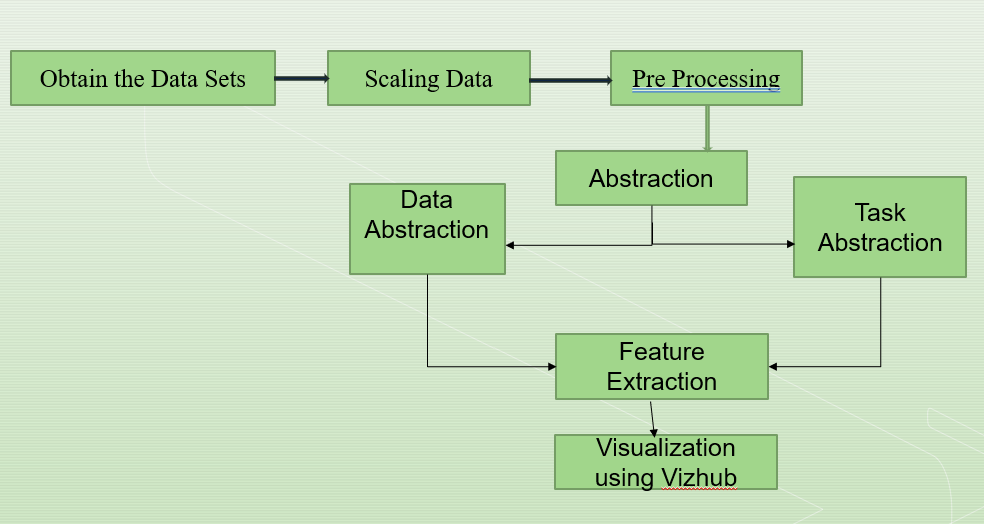 Obtain the Data Sets
Scaling Data
Pre Processing
Abstraction
Data
Abstraction
Task
Abstraction
Feature
Extraction
Visualization
using Vizhub